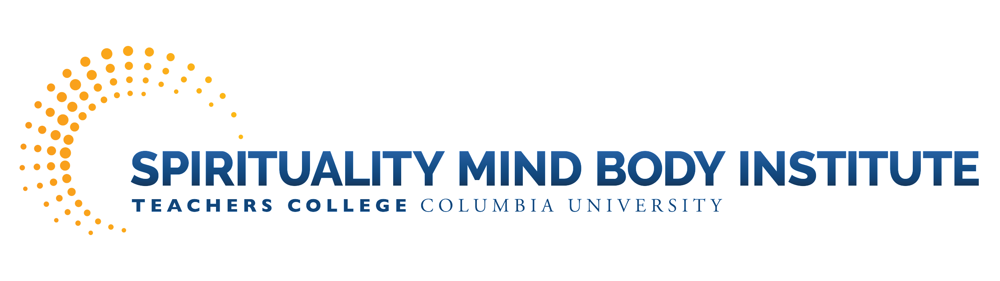 SPIRITUALITY MIND BODY INSTITUTE
TEACHERS COLLEGE COLUMBIA UNIVERSITY